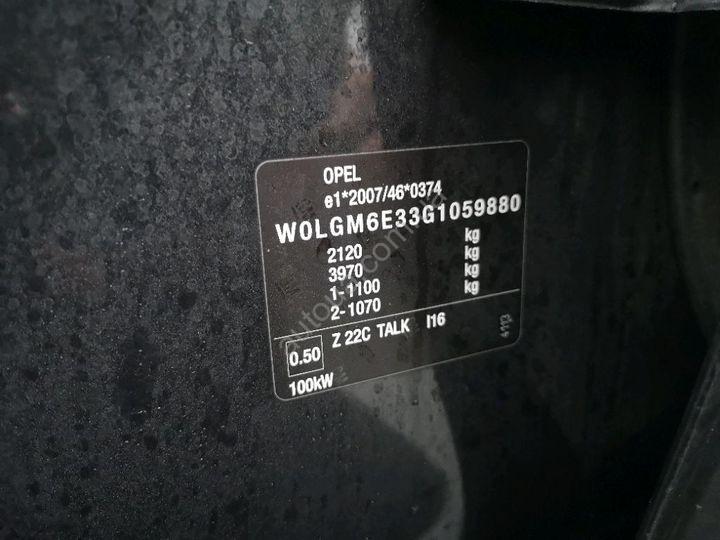 OPEL
e1*2007/46*0374
W0LGM6E33G1059880
2120 kg
3970 kg
1-1100 kg
2-1070
0.50 Z 22C TALK I16
100kW